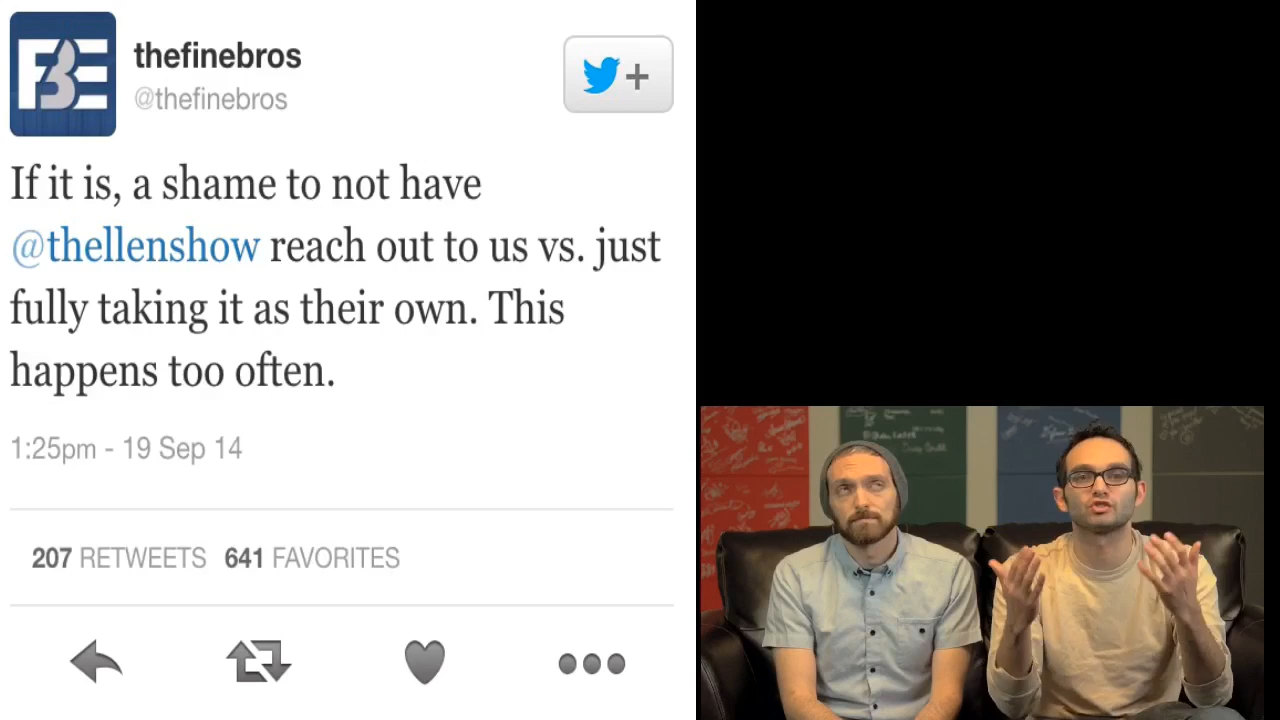 FBE
thefinebros
@thefinebros
+
If it is, a shame to not have
@thellenshow reach out to us vs. just
fully taking it as their own. This
happens too often.
1:25pm - 19 Sep 14
207 RETWEETS 641 FAVORITES